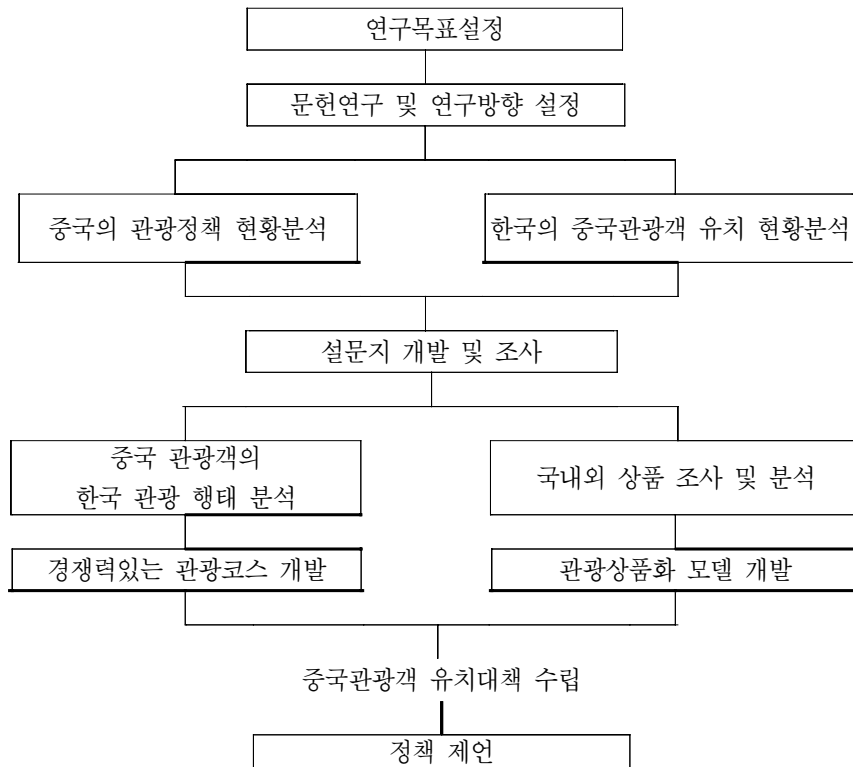 연구목표설정
문헌연구 및 연구방향 설정
중국의 관광정책 현황분석
한국의 중국관광객 유치 현황분석
설문지 개발 및 조사
중국 관광객의
한국 관광 행태 분석
국내외 상품 조사 및 분석
경쟁력있는 관광코스 개발
관광상품화 모델 개발
중국관광객 유치대책 수립
정책 제언